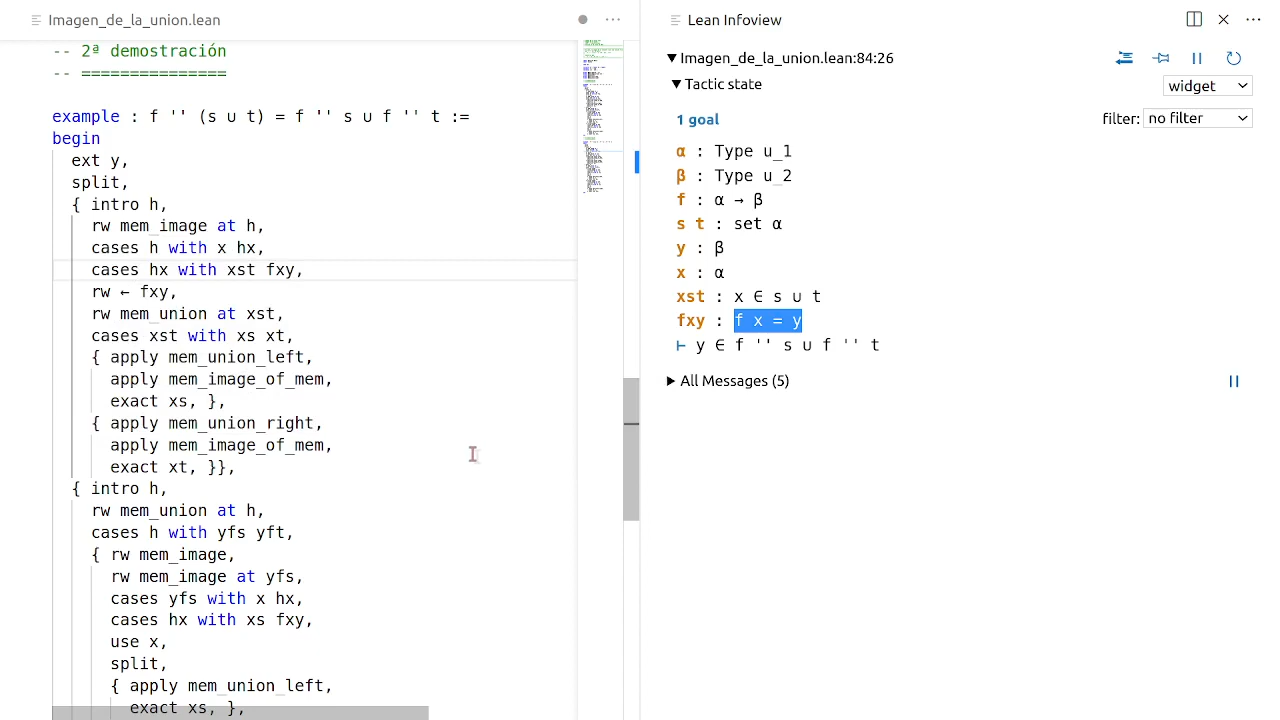 Imagen_de_la_union.lean
-- 2ª demostración
-- ===============
example : f '' (s ∪ t) = f '' s ∪ f '' t :=
begin
ext y,
split,
{ intro h,
rw mem_image at h,
cases h with x hx,
cases hx with xst fxy,
rw ← fxy,
rw mem_union at xst,
cases xst with xs xt,
{ apply mem_union_left,
apply mem_image_of_mem,
exact xs, },
{ apply mem_union_right,
apply mem_image_of_mem,
exact xt, }},
{ intro h,
rw mem_union at h,
cases h with yfs yft,
{ rw mem_image,
rw mem_image at yfs,
cases yfs with x hx,
cases hx with xs fxy,
use x,
split,
{ apply mem_union_left,
exact xs, },
Lean Infoview
Imagen_de_la_union.lean:84:26
Tactic state
widget
1 goal
filter: no filter
α : Type u_1
β : Type u_2
f : α → β
s t : set α
y : β
x : α
xst : x ∈ s ∪ t
fxy : f x = y
⊢ y ∈ f '' s ∪ f '' t
All Messages (5)